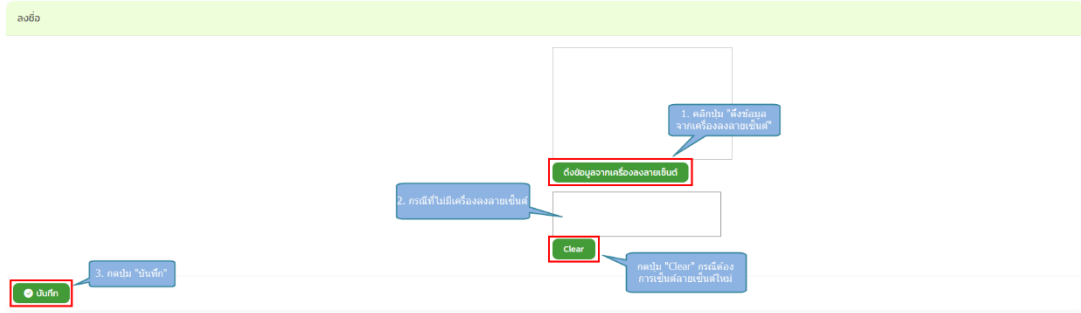 ลงชื่อ
1. คลิกปุ่ม "ดึงข้อมูล
จากเครื่องลงลายเซ็นต์"
ดึงข้อมูลจากเครื่องลงลายเซ็นต์
2. กรณีที่ไม่มีเครื่องลงลายเซ็นต์
Clear
กดปุ่ม "Clear" กรณีต้อง
การเซ็นต์ลายเซ็นต์ใหม่
3. กดปุ่ม "บันทึก"
บันทึก